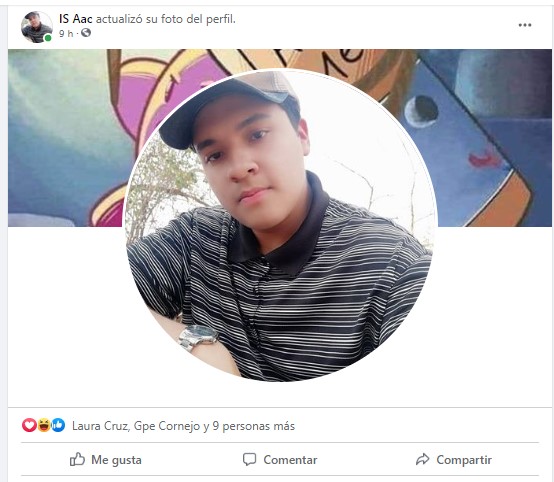 IS Aac actualizó su foto del perfil.
9 h ·
Laura Cruz, Gpe Cornejo y 9 personas más
Me gusta
Comentar
Compartir